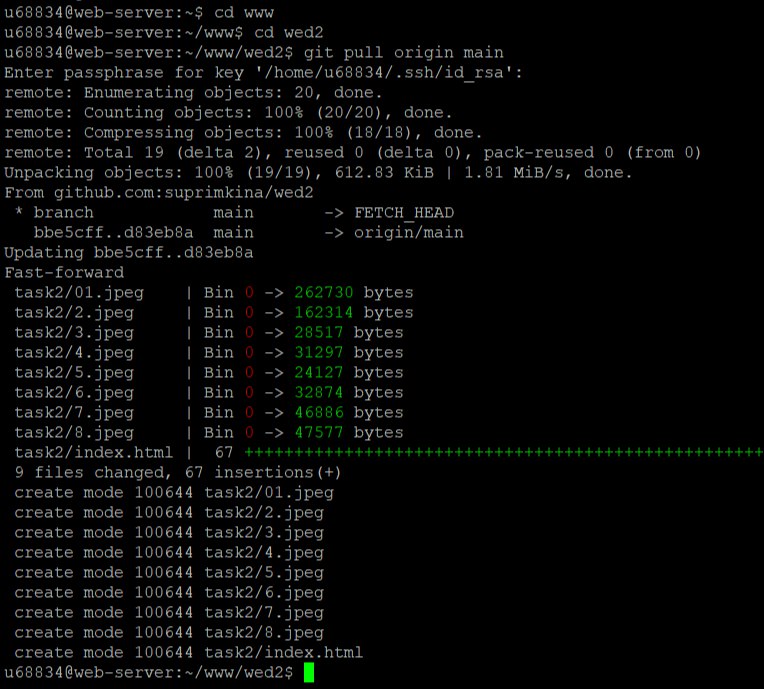 u68834@web-server:~$ cd www
u68834@web-server:~/www$ cd wed2
u68834@web-server:~/www/wed2$ git pull origin main
Enter passphrase for key '/home/u68834/.ssh/id_rsa':
remote: Enumerating objects: 20, done.
remote: Counting objects: 100% (20/20), done.
remote: Compressing objects: 100% (18/18), done.
remote: Total 19 (delta 2), reused 0 (delta 0), pack-reused 0 (from 0)
Unpacking objects: 100% (19/19), 612.83 KiB | 1.81 MiB/s, done.
From github.com:suprimkina/wed2
 * branch            main       -> FETCH_HEAD
   bbe5cff..d83eb8a  main       -> origin/main
Updating bbe5cff..d83eb8a
Fast-forward
 task2/01.jpeg    | Bin 0 -> 262730 bytes
 task2/2.jpeg     | Bin 0 -> 162314 bytes
 task2/3.jpeg     | Bin 0 -> 28517 bytes
 task2/4.jpeg     | Bin 0 -> 31297 bytes
 task2/5.jpeg     | Bin 0 -> 24127 bytes
 task2/6.jpeg     | Bin 0 -> 32874 bytes
 task2/7.jpeg     | Bin 0 -> 46886 bytes
 task2/8.jpeg     | Bin 0 -> 47577 bytes
 task2/index.html |  67 ++++++++++++++++++++++++++++++++++++++++++++++++++++
 9 files changed, 67 insertions(+)
 create mode 100644 task2/01.jpeg
 create mode 100644 task2/2.jpeg
 create mode 100644 task2/3.jpeg
 create mode 100644 task2/4.jpeg
 create mode 100644 task2/5.jpeg
 create mode 100644 task2/6.jpeg
 create mode 100644 task2/7.jpeg
 create mode 100644 task2/8.jpeg
 create mode 100644 task2/index.html
u68834@web-server:~/www/wed2$